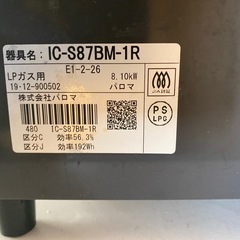 器具名：IC-S87BM-1R
E1-2-26
LPガス用 8.10kW
19·12-900502 パロマ
株式会社パロマ
480 IC-S87BM-1R
区分C 効率56.3%
区分J 効率192Wh
PS
LPG